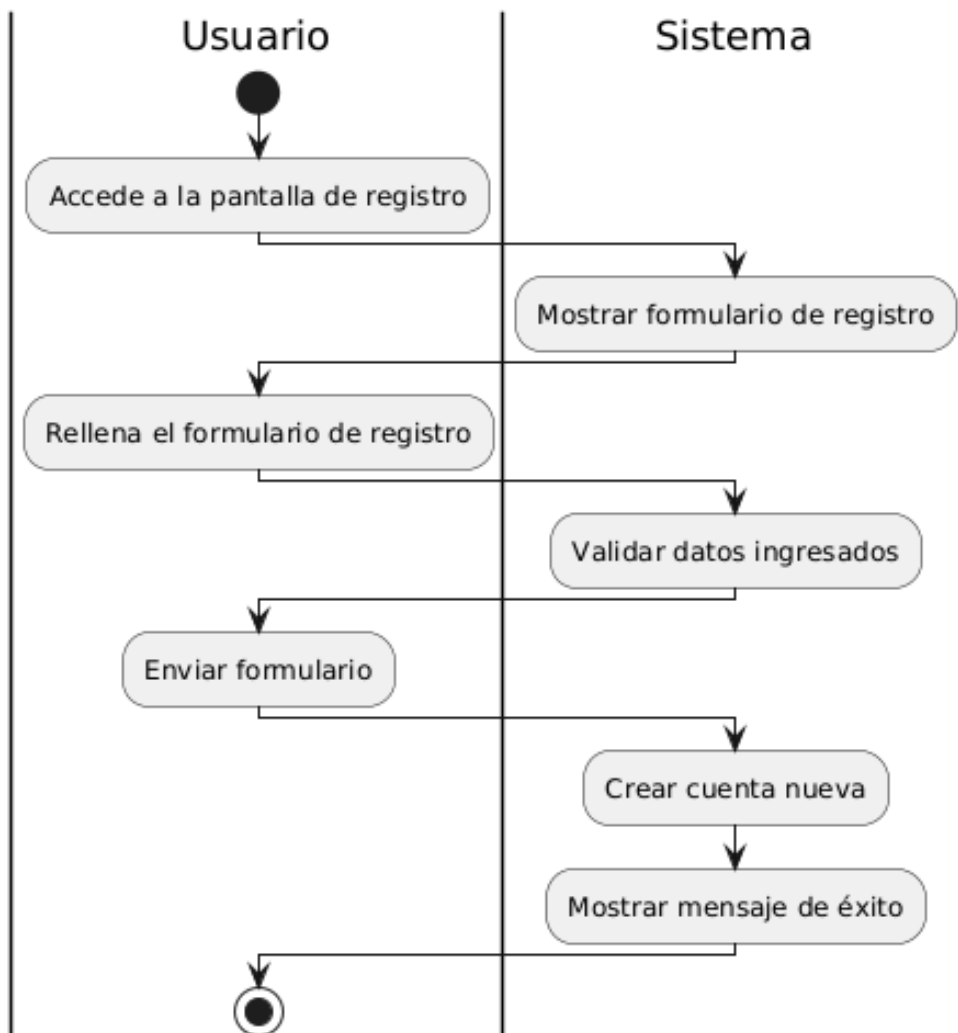 Usuario
Sistema
Accede a la pantalla de registro
Mostrar formulario de registro
Rellena el formulario de registro
Validar datos ingresados
Enviar formulario
Crear cuenta nueva
Mostrar mensaje de éxito